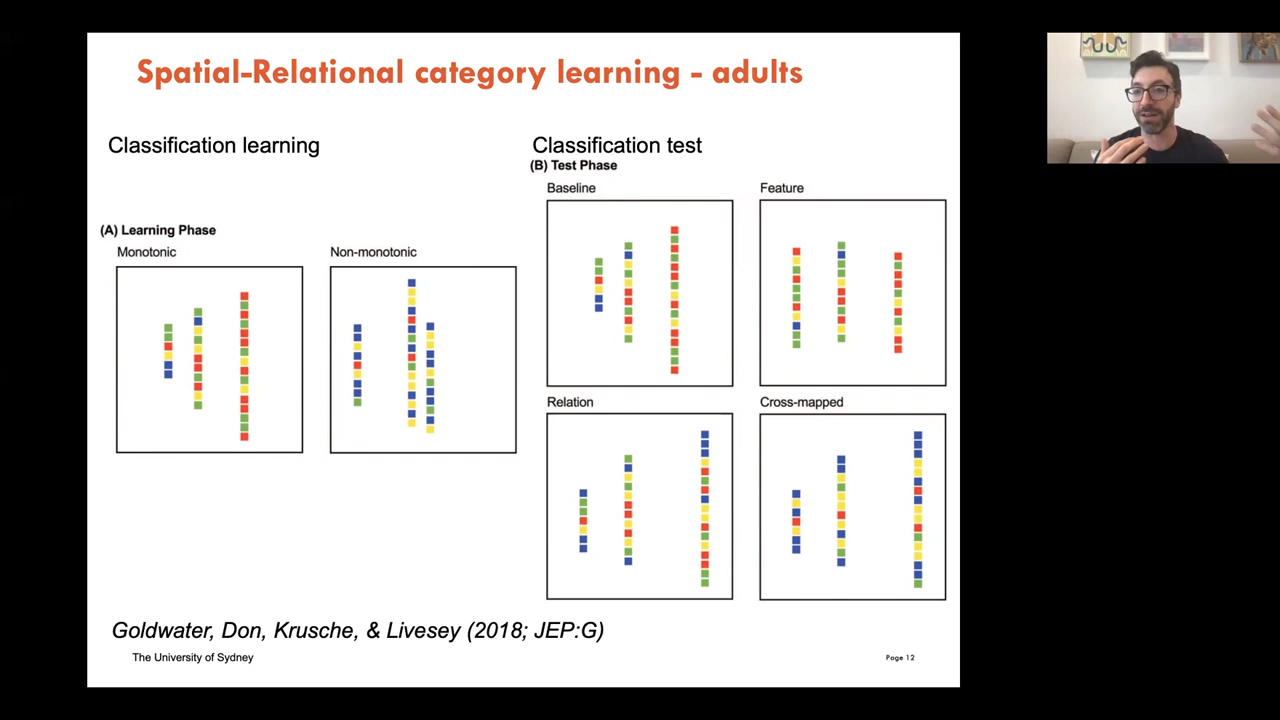 Spatial-Relational category learning - adults
Classification learning
Classification test
(B) Test Phase
Baseline
Feature
(A) Learning Phase
Monotonic
Non-monotonic
Relation
Cross-mapped
Goldwater, Don, Krusche, & Livesey (2018; JEP:G)
The University of Sydney
Page 12